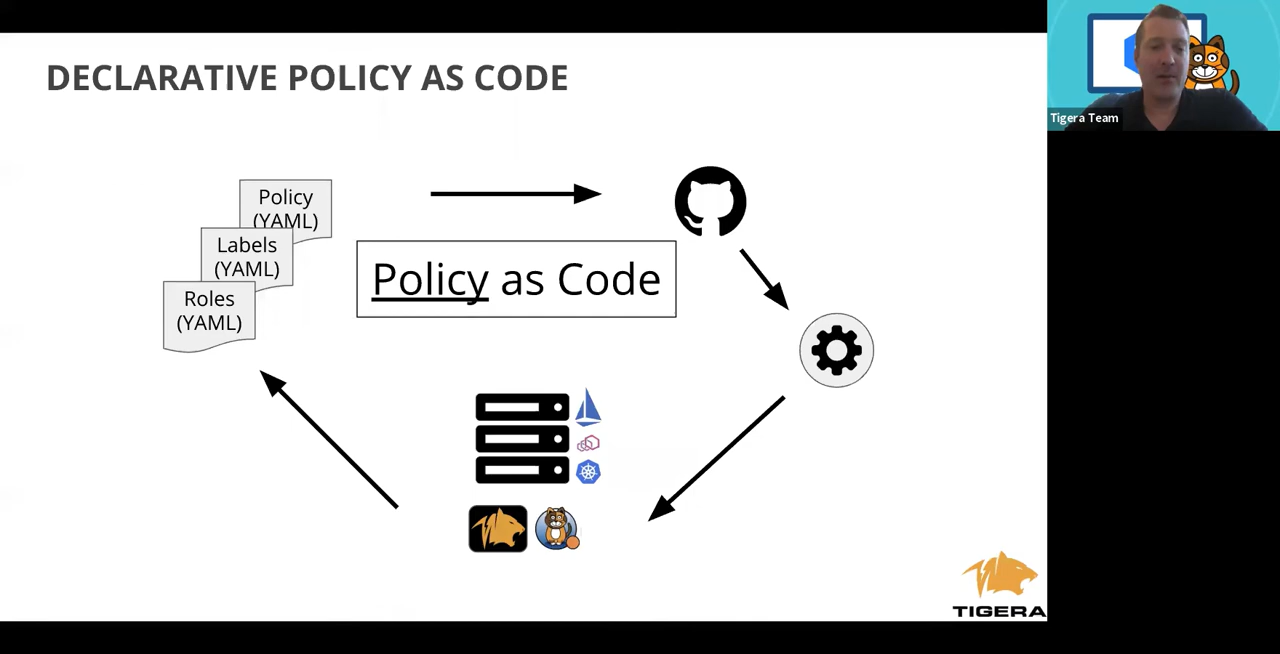 DECLARATIVE POLICY AS CODE
Tigera Team
Policy
(YAML)
Labels
(YAML)
Roles
(YAML)
Policy as Code
TIGERA